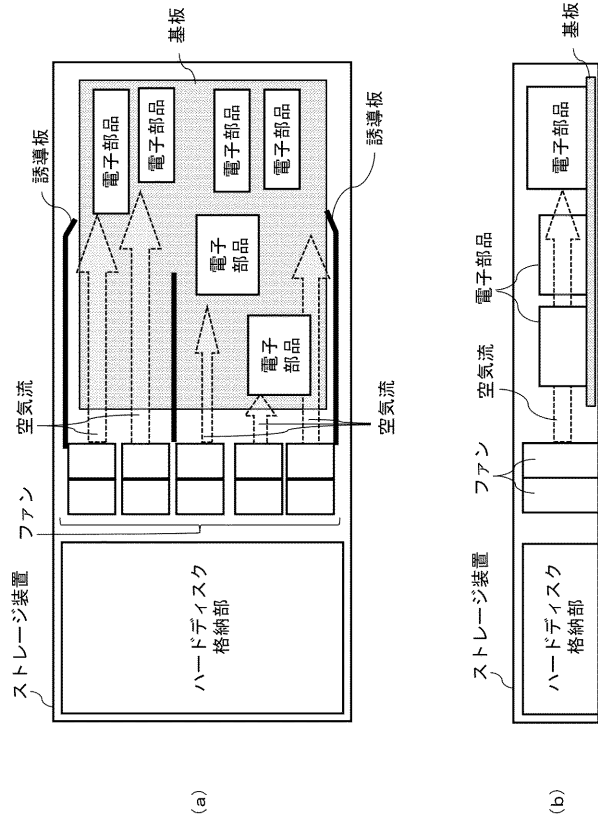 (a)
ストレージ装置
ファン
空気流
誘導板
基板
ハードディスク
格納部
電子部品
電子部品
電子部品
電子部品
電子
部品
電子
部品
空気流
誘導板
(b)
ストレージ装置
ファン
空気流
電子部品
基板
ハードディスク
格納部
電子部品